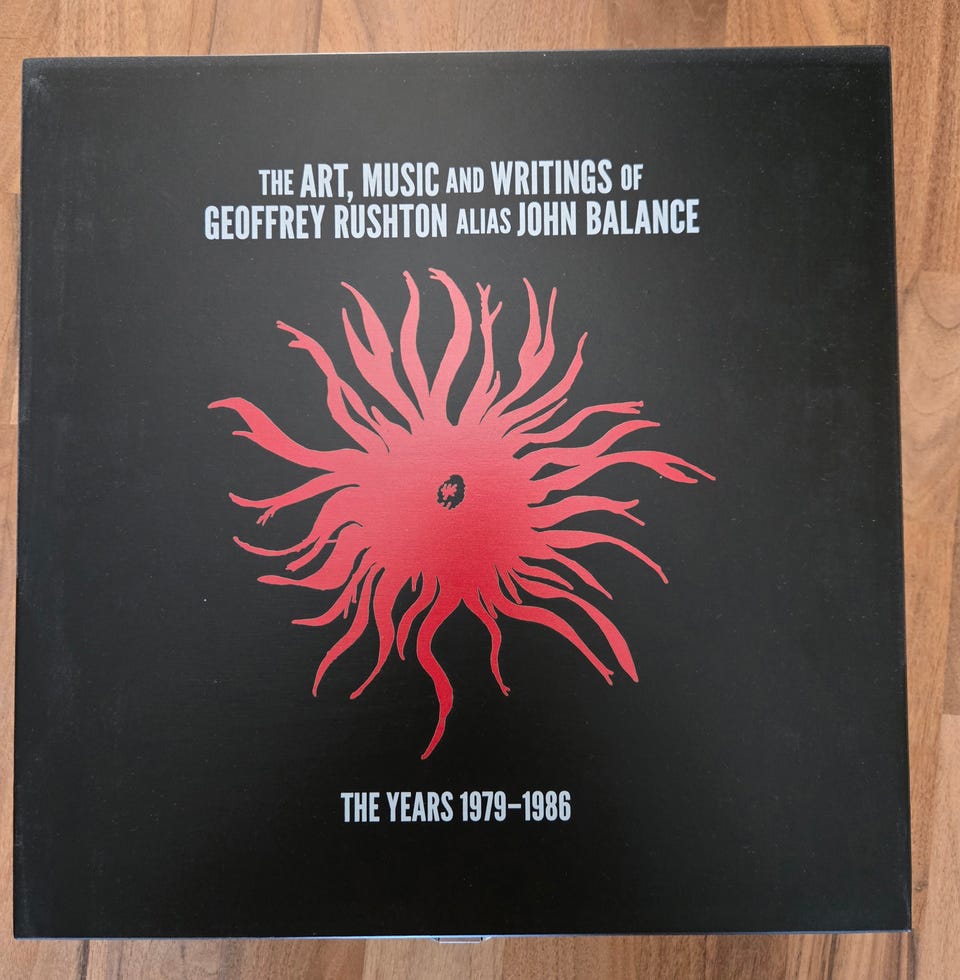 THE ART, MUSIC AND WRITINGS OF
GEOFFREY RUSHTON ALIAS JOHN BALANCE
THE YEARS 1979–1986